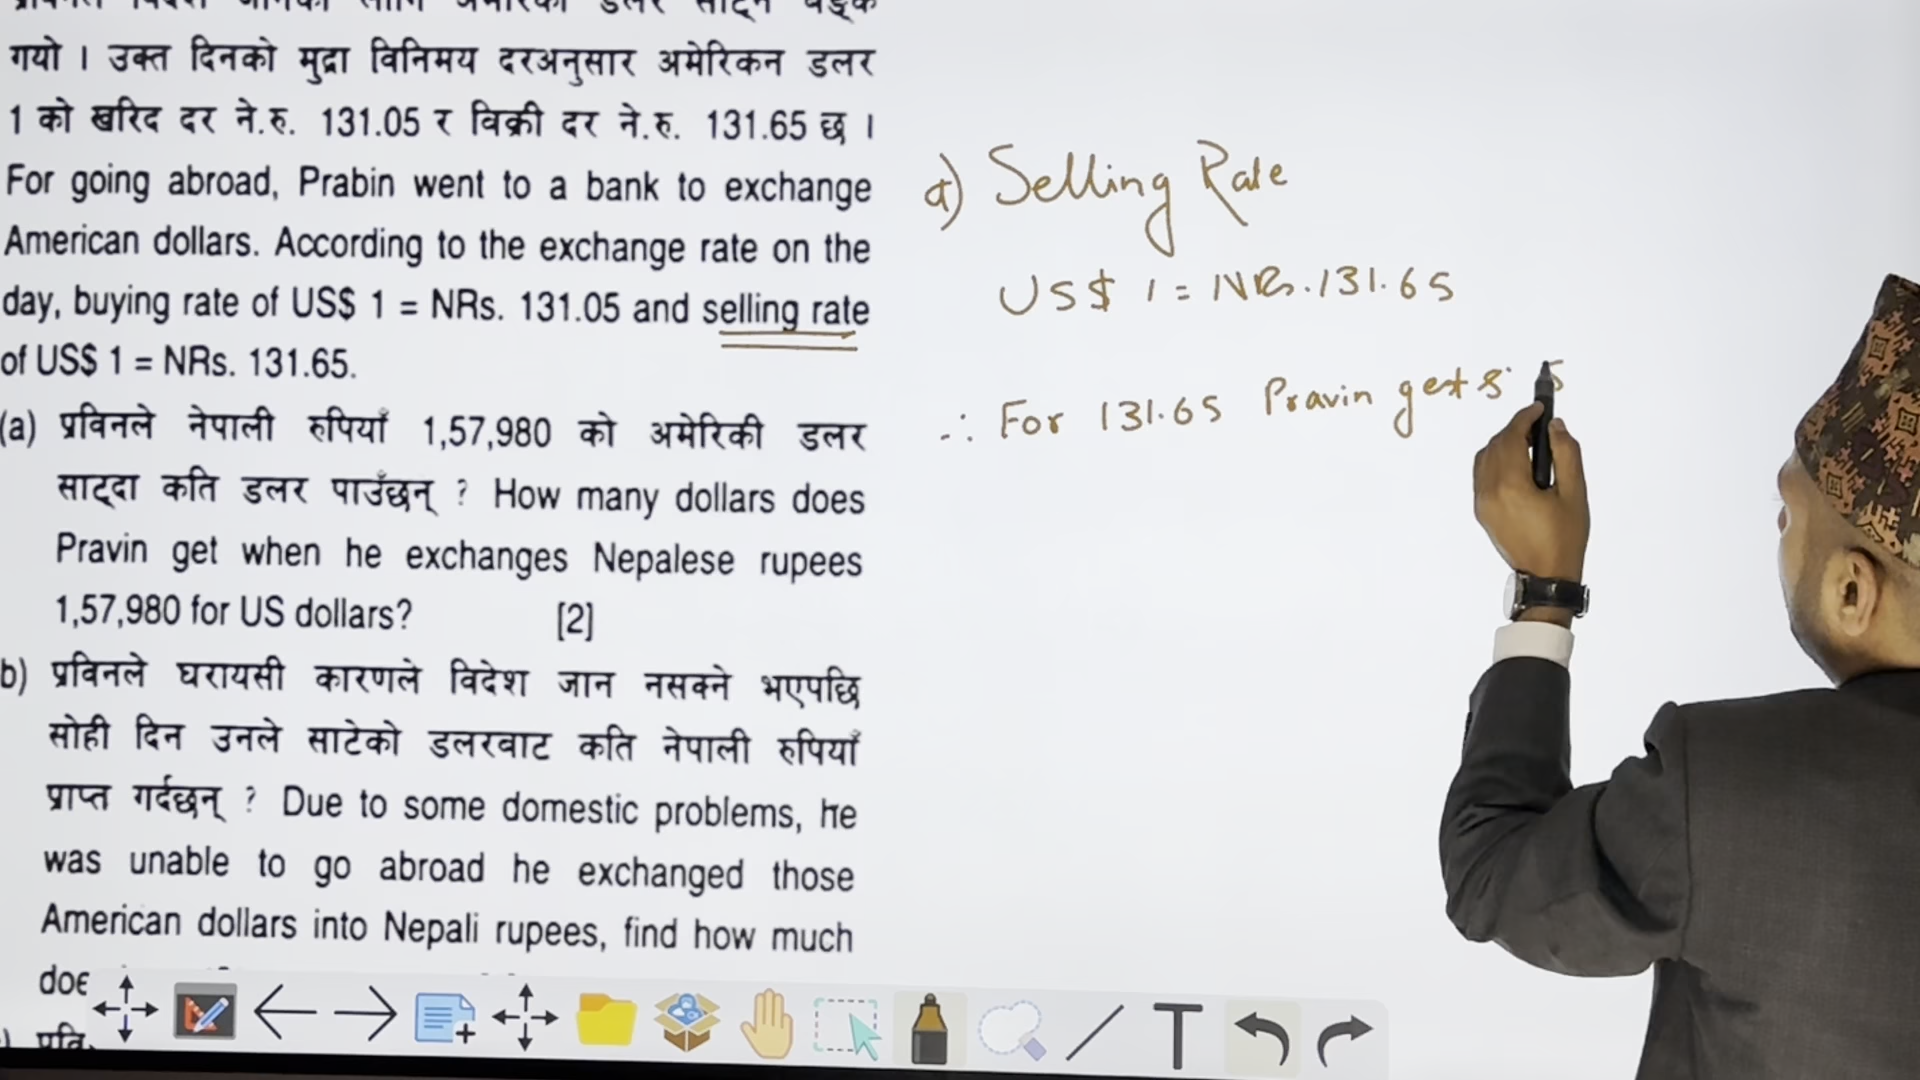 गयो । उक्त दिनको मुद्रा विनिमय दरअनुसार अमेरिकन डलर
1 को खरिद दर ने.रु. 131.05 र विक्री दर ने.रु. 131.65 छ ।
For going abroad, Prabin went to a bank to exchange
American dollars. According to the exchange rate on the
day, buying rate of US$ 1 = NRs. 131.05 and selling rate
of US$ 1 = NRs. 131.65.
(a) प्रविनले नेपाली रुपियाँ 1,57,980 को अमेरिकी डलर
साट्दा कति डलर पाउँछन् ? How many dollars does
Pravin get when he exchanges Nepalese rupees
1,57,980 for US dollars? [2]
b) प्रविनले घरायसी कारणले विदेश जान नसक्ने भएपछि
सोही दिन उनले साटेको डलरवाट कति नेपाली रुपियाँ
प्राप्त गर्दछन् ? Due to some domestic problems, he
was unable to go abroad he exchanged those
American dollars into Nepali rupees, find how much
a) Selling Rate
US$ 1 = NRs. 131.65
∴ For 131.65 Pravin gets
T